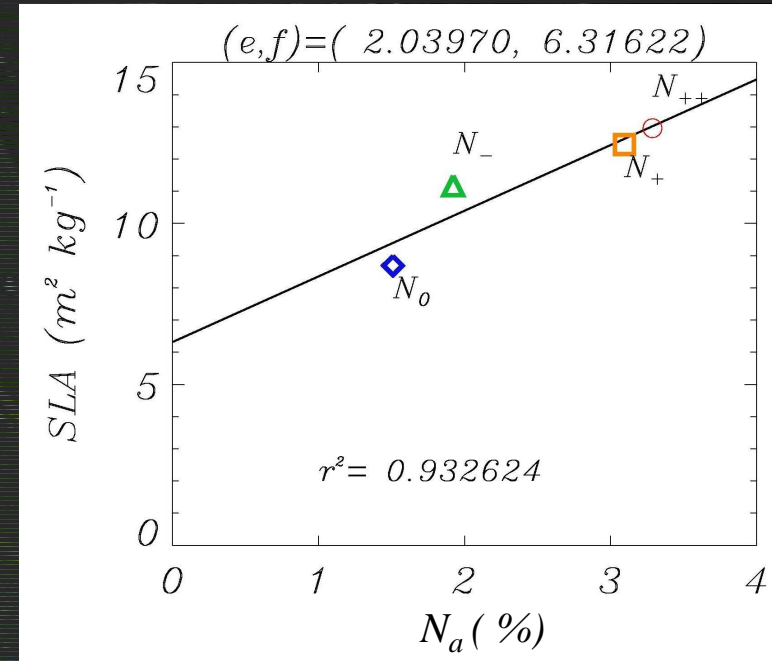 (e,f)=( 2.03970, 6.31622)
15
10
5
0
SLA (m² kg⁻¹)
N₊₊
N₋
N₊
N₀
r²= 0.932624
0 1 2 3 4
Nₐ( %)